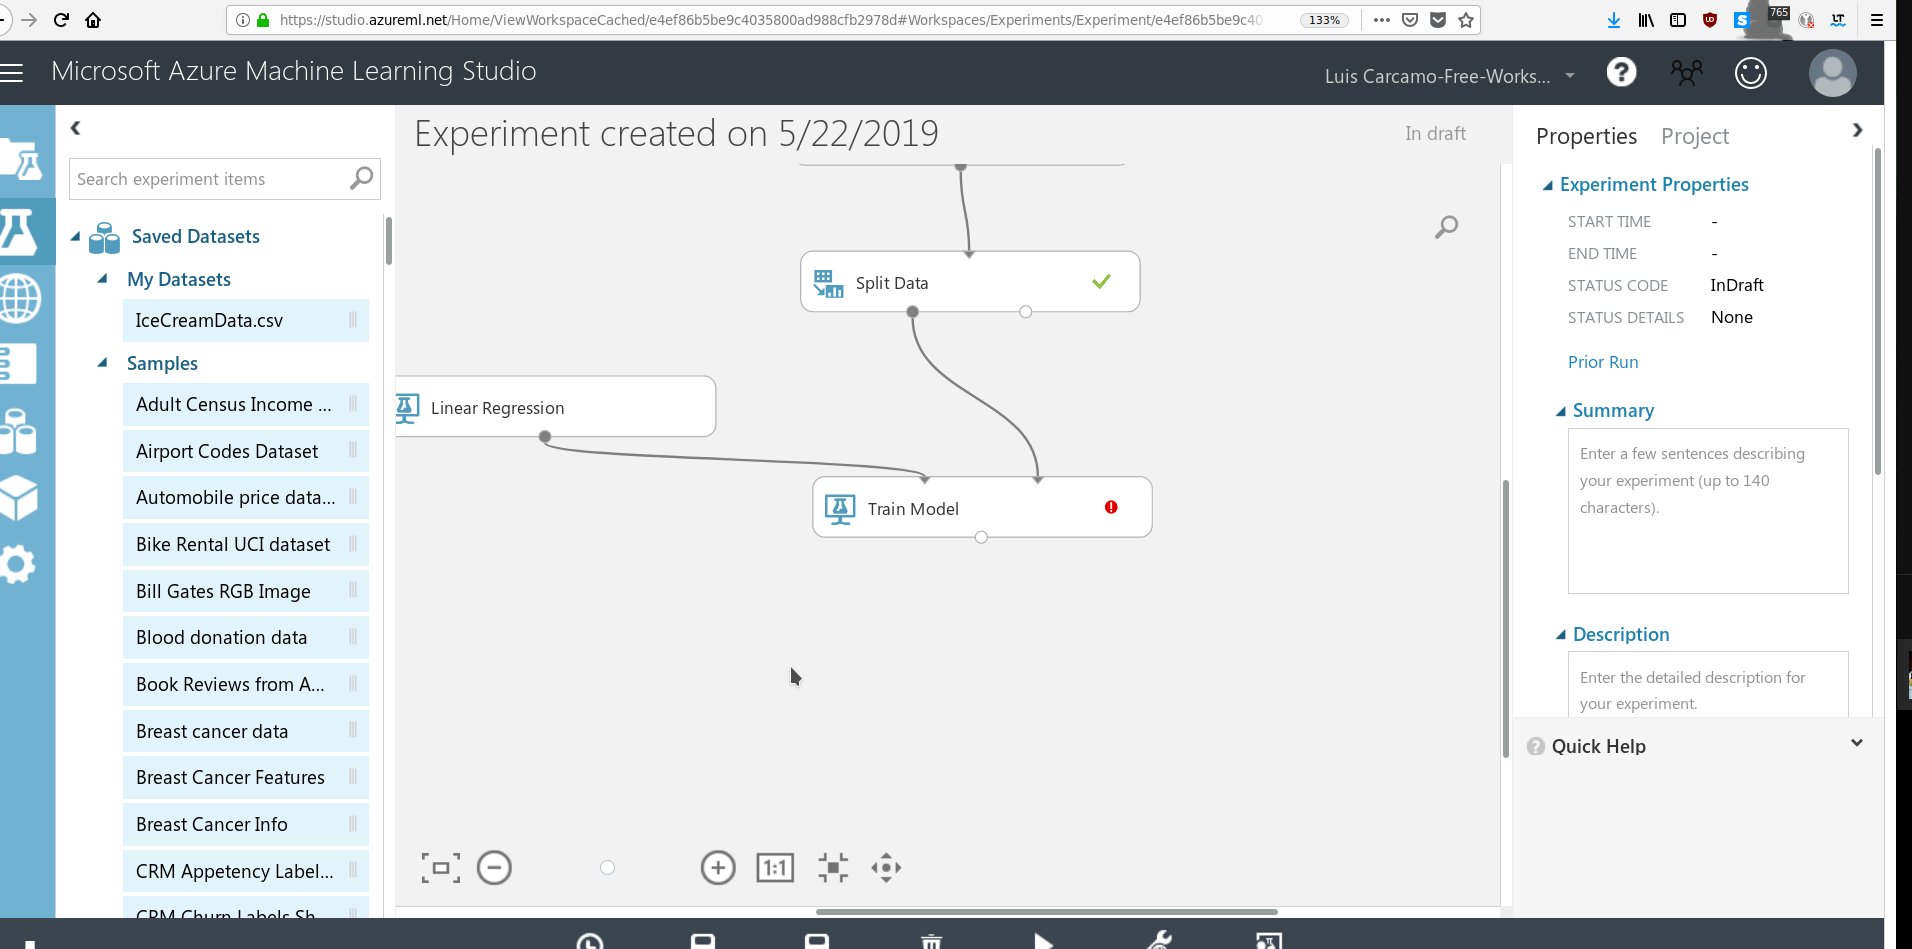 https://studio.azureml.net/Home/ViewWorkspaceCached/e4ef86b5be9c4035800ad988cfb2978d#Workspaces/Experiments/Experiment/e4ef86b5be9c40
133%
765
Microsoft Azure Machine Learning Studio
Luis Carcamo-Free-Works...
Search experiment items
Saved Datasets
My Datasets
IceCreamData.csv
Samples
Adult Census Income ...
Airport Codes Dataset
Automobile price data...
Bike Rental UCI dataset
Bill Gates RGB Image
Blood donation data
Book Reviews from A...
Breast cancer data
Breast Cancer Features
Breast Cancer Info
CRM Appetency Label...
CRM Churn Labels Sh
Experiment created on 5/22/2019
In draft
Split Data
Linear Regression
Train Model
1:1
Properties
Project
Experiment Properties
START TIME -
END TIME -
STATUS CODE InDraft
STATUS DETAILS None
Prior Run
Summary
Enter a few sentences describing
your experiment (up to 140
characters).
Description
Enter the detailed description for
your experiment.
Quick Help